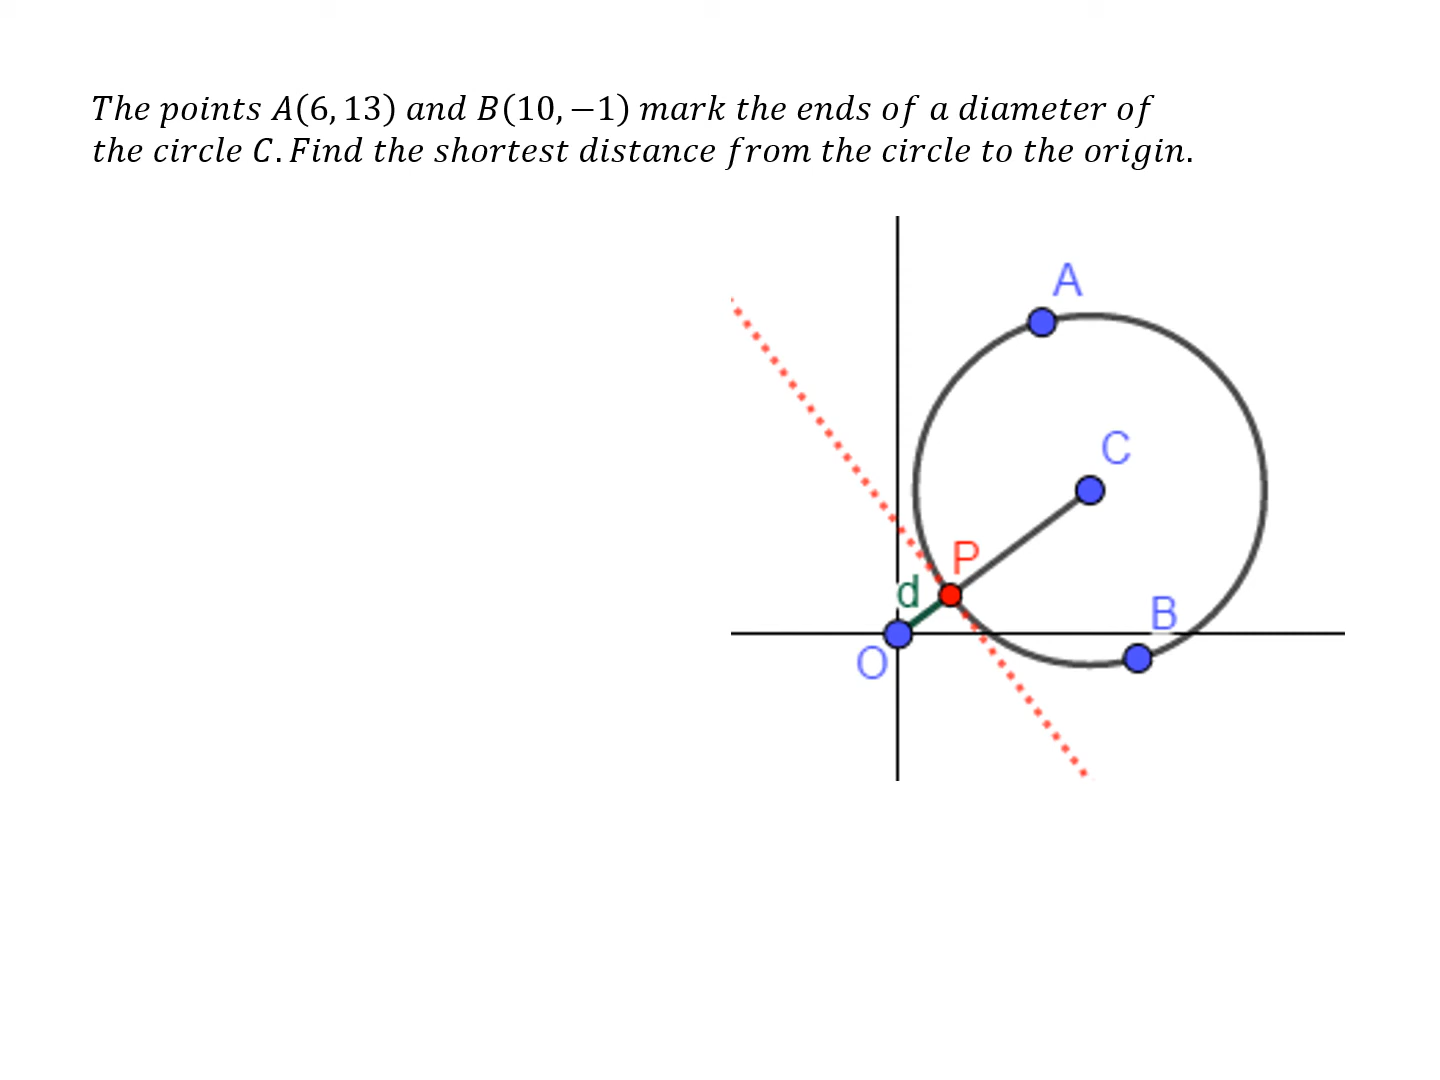 The points A(6, 13) and B(10, −1) mark the ends of a diameter of
the circle C. Find the shortest distance from the circle to the origin.
A
C
P
d
B
O